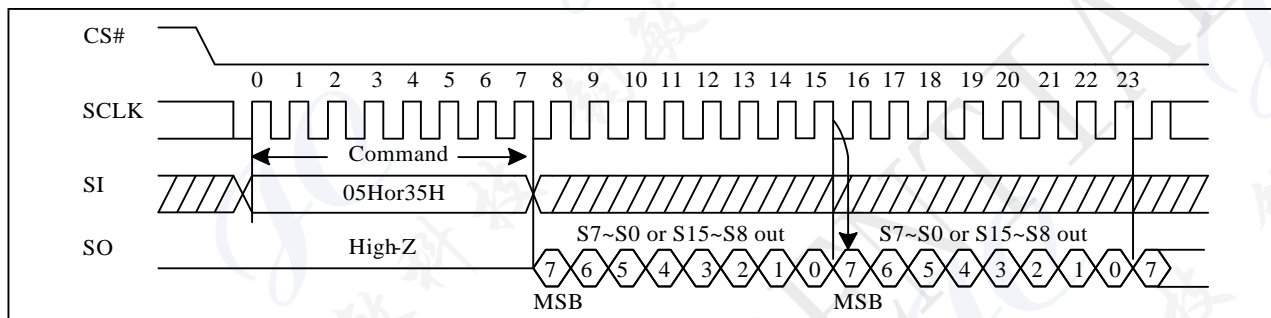 CS#
0 1 2 3 4 5 6 7 8 9 10 11 12 13 14 15 16 17 18 19 20 21 22 23
SCLK
Command
SI
05Hor35H
S7~S0 or S15~S8 out S7~S0 or S15~S8 out
SO
High-Z
7 6 5 4 3 2 1 0 7 6 5 4 3 2 1 0 7
MSB MSB